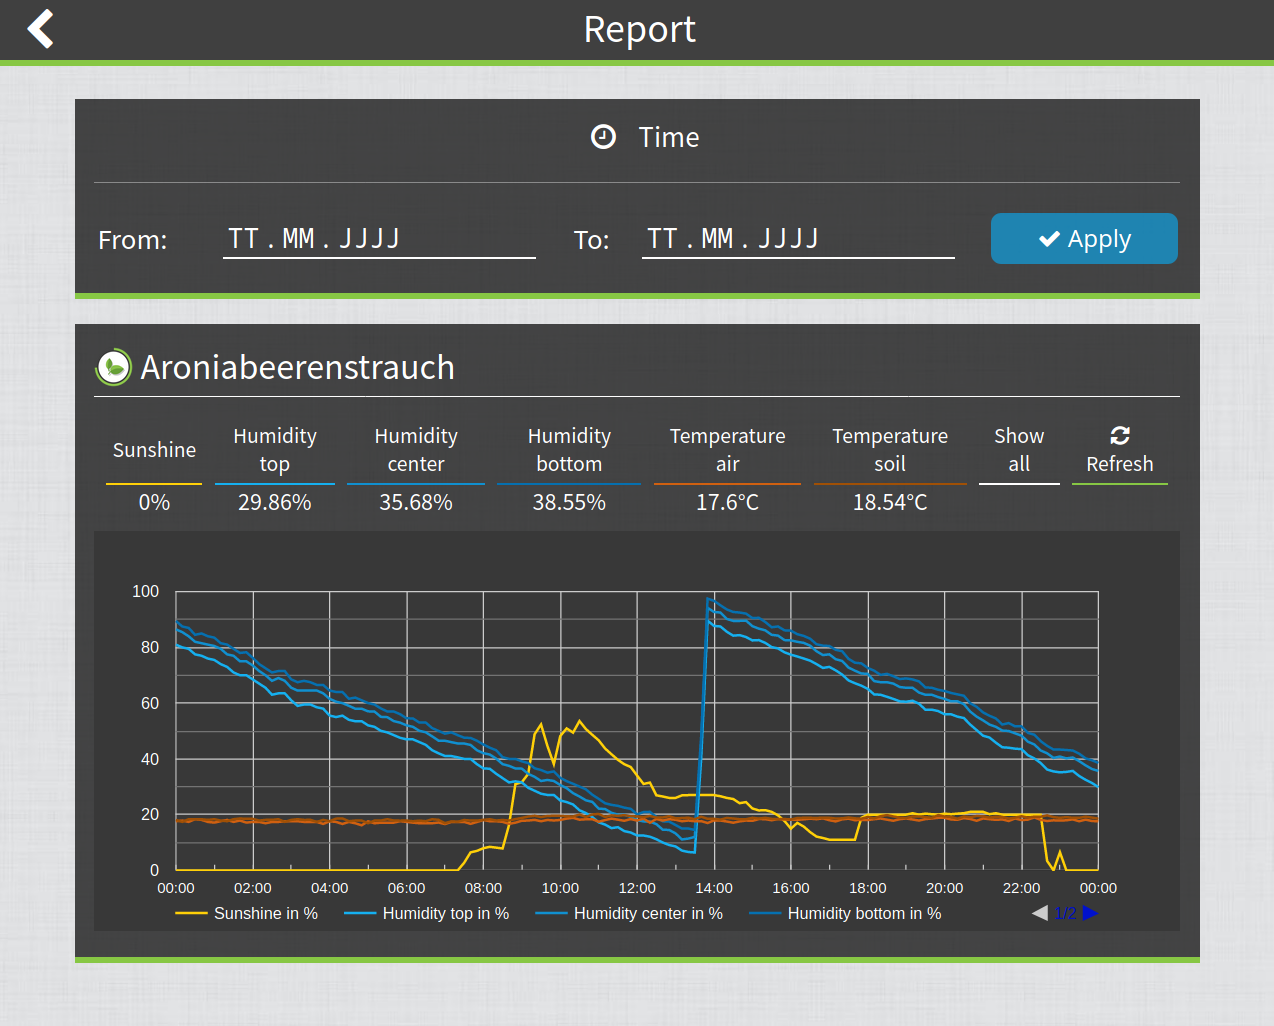 Report
Time
From: TT.MM.JJJJ To: TT.MM.JJJJ Apply
Aroniabeerenstrauch
Sunshine Humidity top Humidity center Humidity bottom Temperature air Temperature soil Show all Refresh
0% 29.86% 35.68% 38.55% 17.6°C 18.54°C
100
80
60
40
20
0
00:00 02:00 04:00 06:00 08:00 10:00 12:00 14:00 16:00 18:00 20:00 22:00 00:00
Sunshine in % Humidity top in % Humidity center in % Humidity bottom in % 1/2